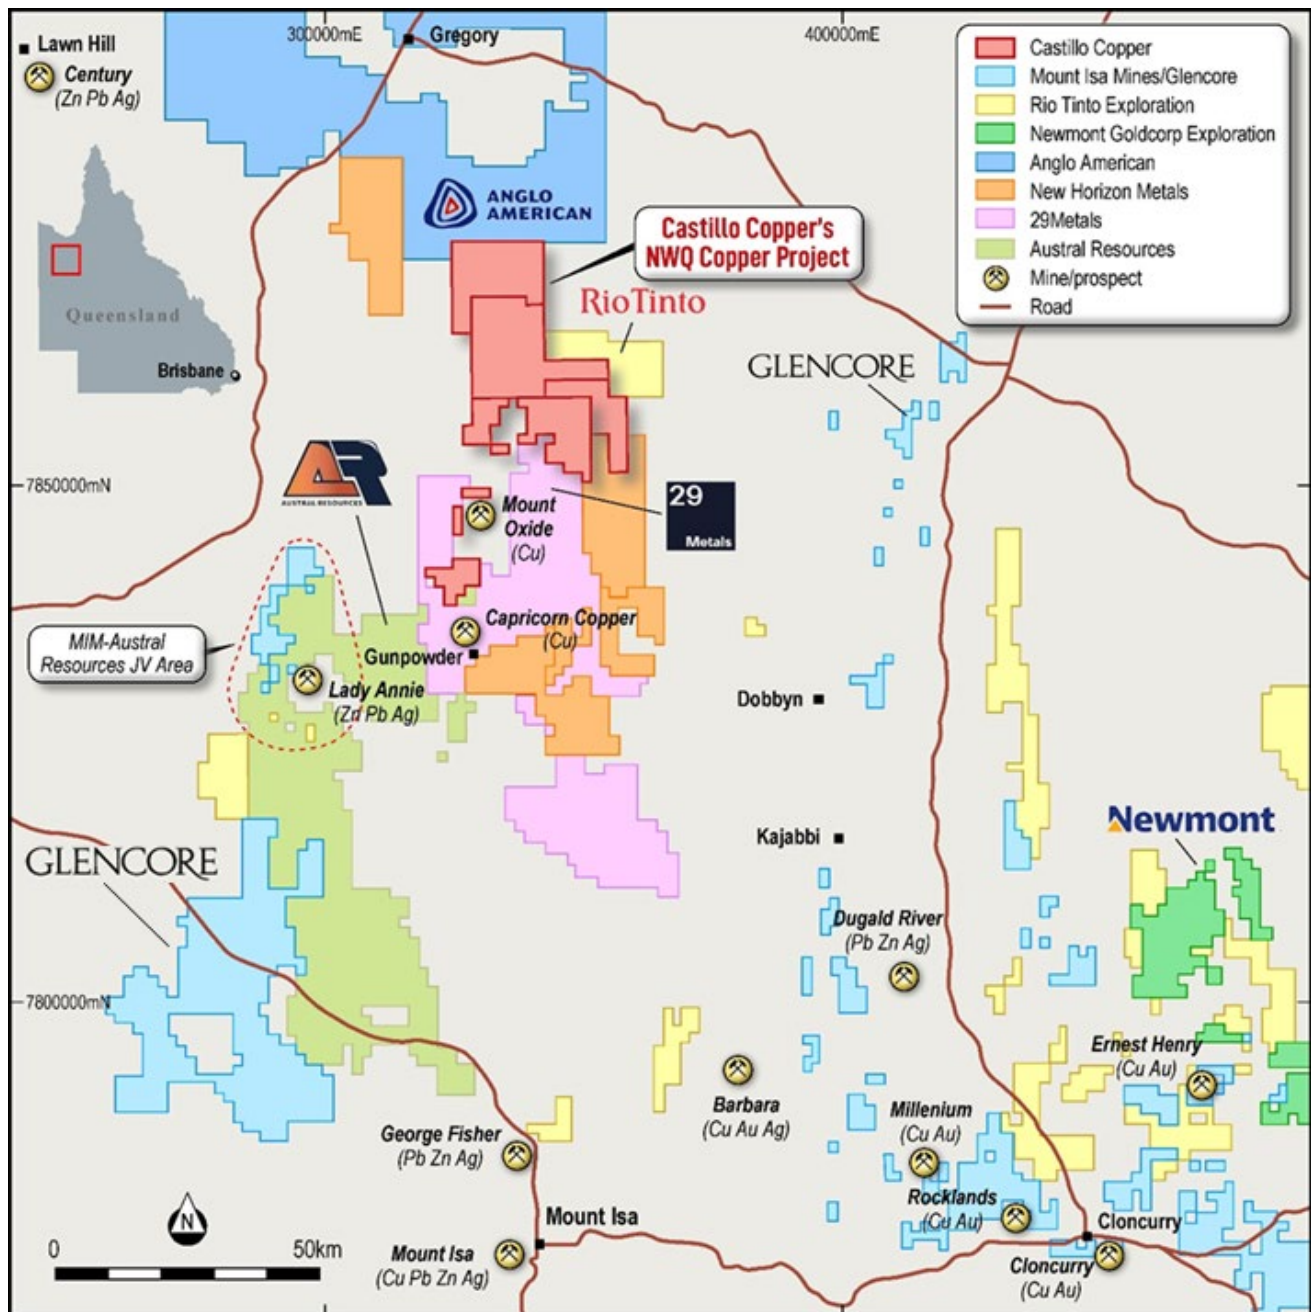 300000mE
400000mE
Lawn Hill
Century
(Zn Pb Ag)
Gregory
Castillo Copper
Mount Isa Mines/Glencore
Rio Tinto Exploration
Newmont Goldcorp Exploration
Anglo American
New Horizon Metals
29Metals
Austral Resources
Mine/prospect
Road
ANGLO
AMERICAN
Castillo Copper's
NWQ Copper Project
RioTinto
Queensland
Brisbane
GLENCORE
AR
AUSTRAL RESOURCES
7850000mN
29
Metals
Mount
Oxide
(Cu)
MIM-Austral
Resources JV Area
Capricorn Copper
(Cu)
Gunpowder
Lady Annie
(Zn Pb Ag)
Dobbyn
Kajabbi
Newmont
GLENCORE
Dugald River
(Pb Zn Ag)
7800000mN
Ernest Henry
(Cu Au)
Barbara
(Cu Au Ag)
Millenium
(Cu Au)
George Fisher
(Pb Zn Ag)
Rocklands
(Cu Au)
N
0
50km
Mount Isa
Mount Isa
(Cu Pb Zn Ag)
Cloncurry
Cloncurry
(Cu Au)